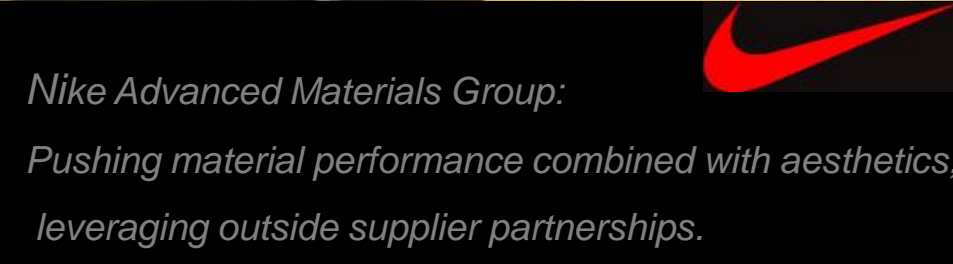 Nike Advanced Materials Group:
Pushing material performance combined with aesthetics,
leveraging outside supplier partnerships.